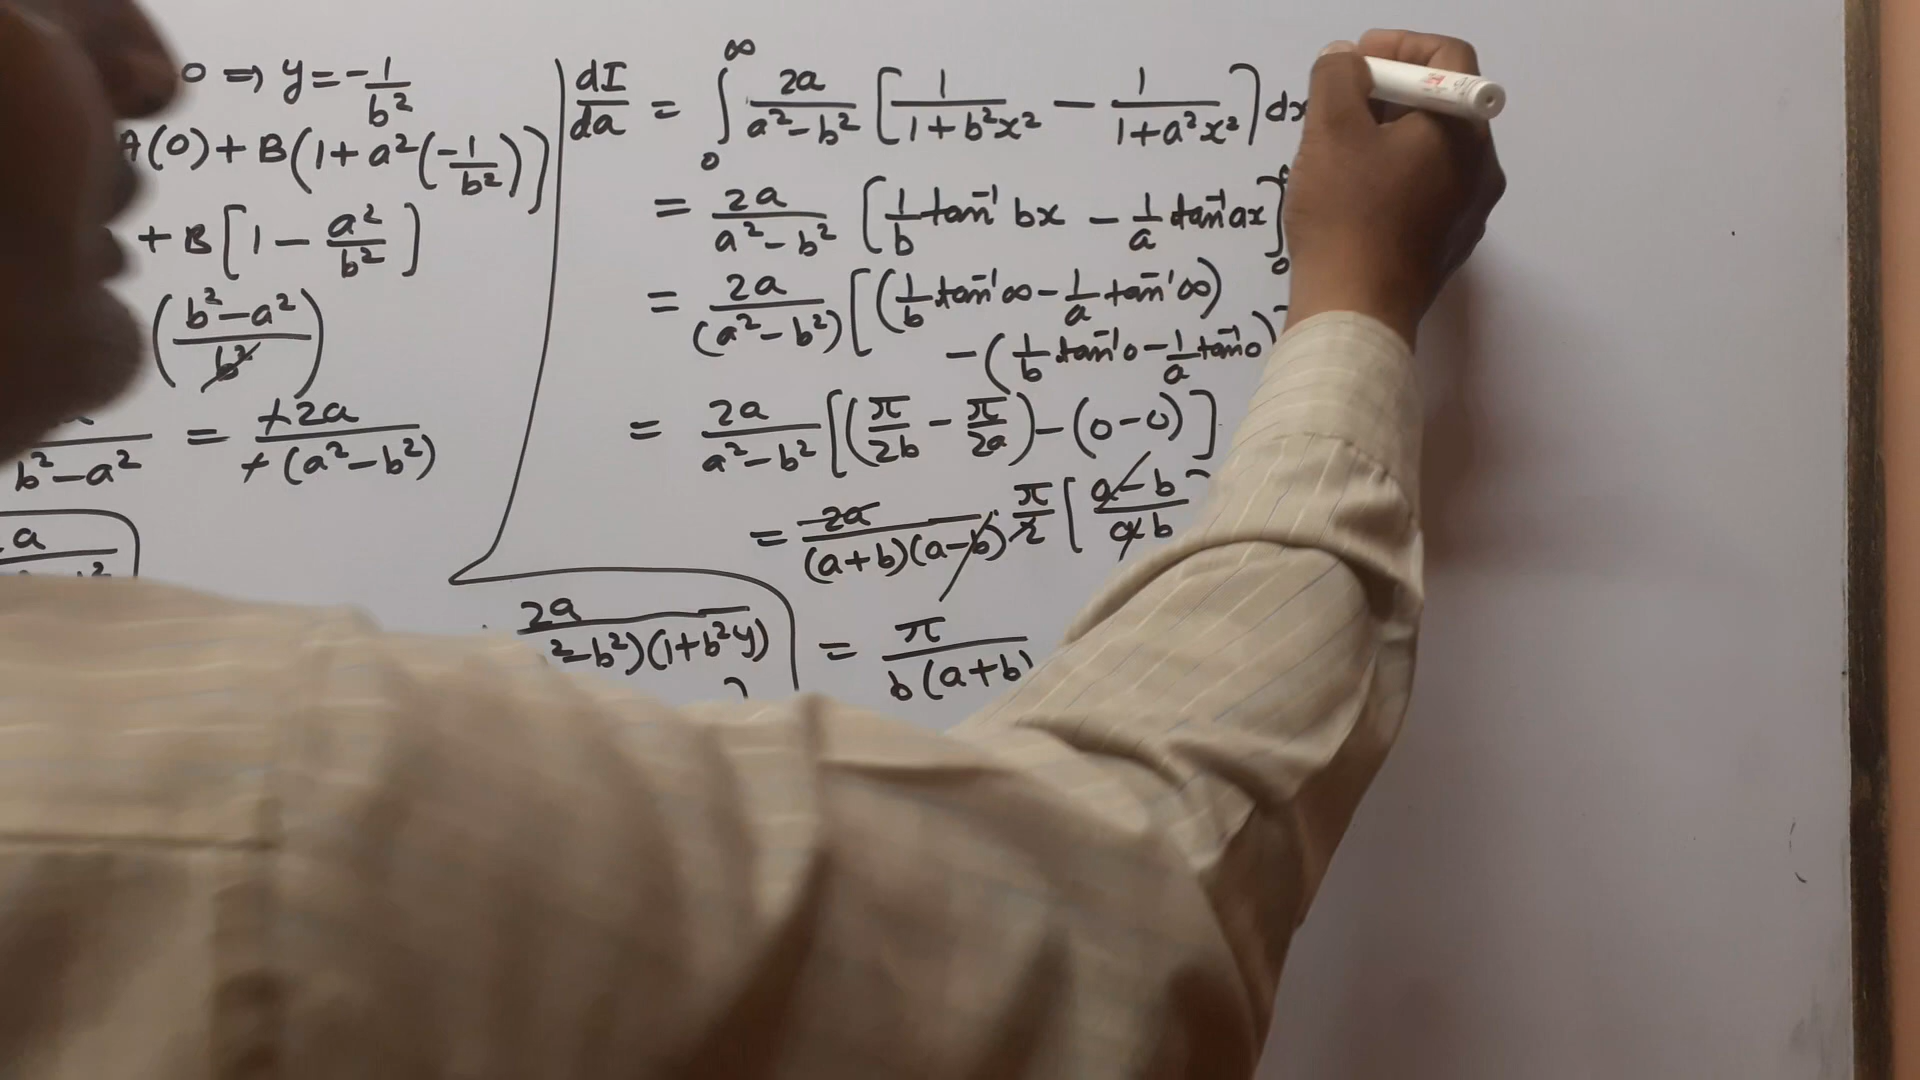 0 ⇒ y = -1/b²
A(0) + B(1 + a²(-1/b²))
+ B[1 - a²/b²]
(b² - a²/b²)
b² - a² = +2a/+(a² - b²)
2a/(²- b²)(1 + b²y)
dI/da = ∫₀^∞ 2a/(a² - b²) [1/(1 + b²x²) - 1/(1 + a²x²)] dx
= 2a/(a² - b²) [1/b tan⁻¹ bx - 1/a tan⁻¹ ax]₀
= 2a/(a² - b²) [(1/b tan⁻¹ ∞ - 1/a tan⁻¹ ∞)
- (1/b tan⁻¹ 0 - 1/a tan⁻¹ 0)
= 2a/(a² - b²) [(π/2b - π/2a) - (0 - 0)]
= 2a/((a + b)(a - b)) π/2 [a - b/ab
= π/(b(a + b)